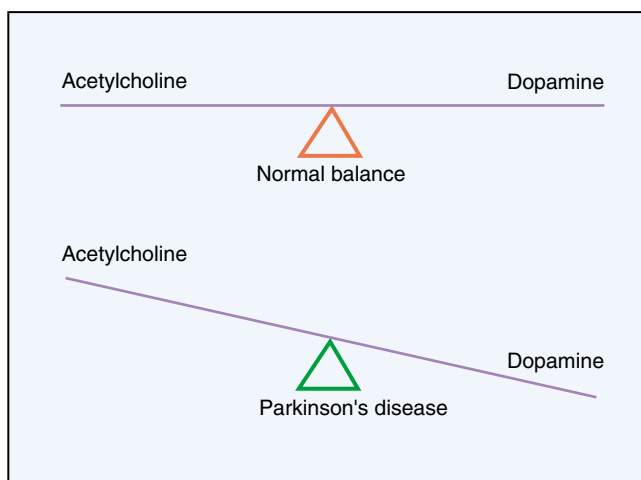 Acetylcholine
Dopamine
Normal balance
Acetylcholine
Dopamine
Parkinson's disease